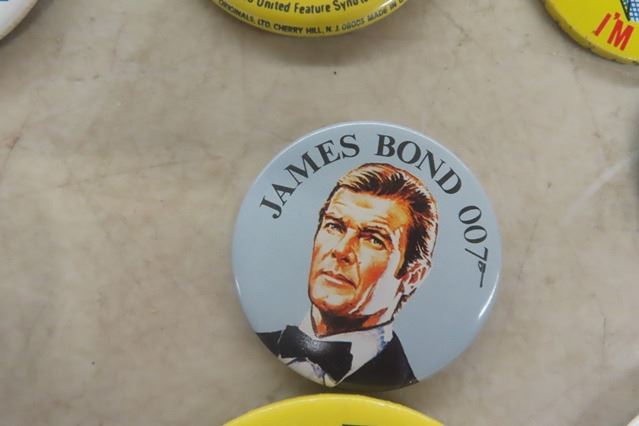 United Feature Synd
ORIGINALS, LTD. CHERRY HILL, N.J. 08003 MADE IN
I'M
JAMES BOND 007